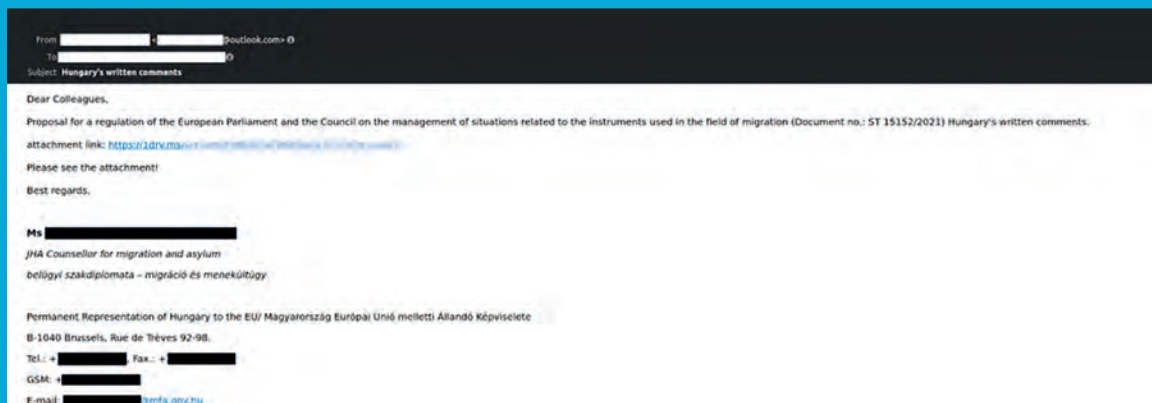 From < @outlook.com>
To
Subject Hungary's written comments
Dear Colleagues,
Proposal for a regulation of the European Parliament and the Council on the management of situations related to the instruments used in the field of migration (Document no.: ST 15152/2021) Hungary's written comments.
attachment link: https://1drv.ms/
Please see the attachment!
Best regards,
Ms
JHA Counsellor for migration and asylum
belügyi szakdiplomata – migráció és menekültügy
Permanent Representation of Hungary to the EU/ Magyarország Európai Unió melletti Állandó Képviselete
B-1040 Brussels, Rue de Trèves 92-98.
Tel.: + , Fax.: +
GSM: +
E-mail: @mfa.gov.hu